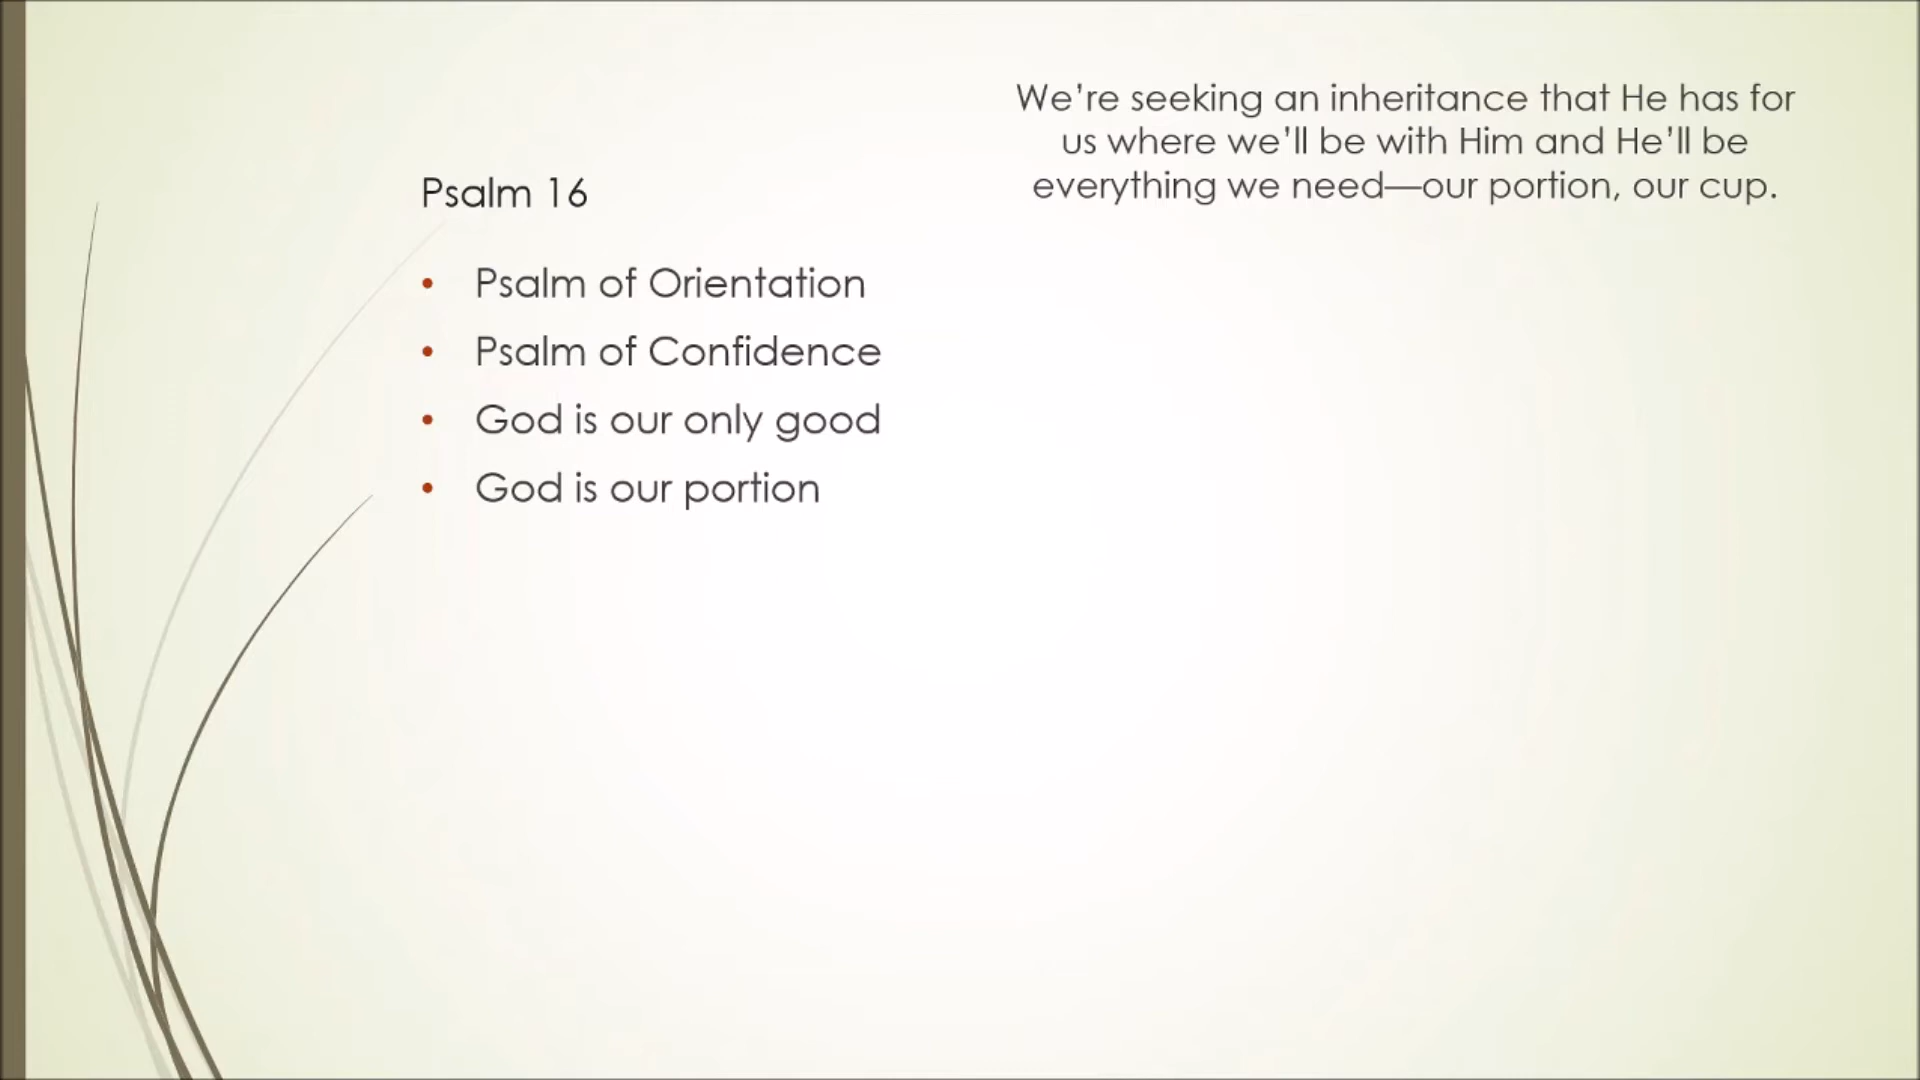 Psalm 16
• Psalm of Orientation
• Psalm of Confidence
• God is our only good
• God is our portion
We’re seeking an inheritance that He has for
us where we’ll be with Him and He’ll be
everything we need—our portion, our cup.